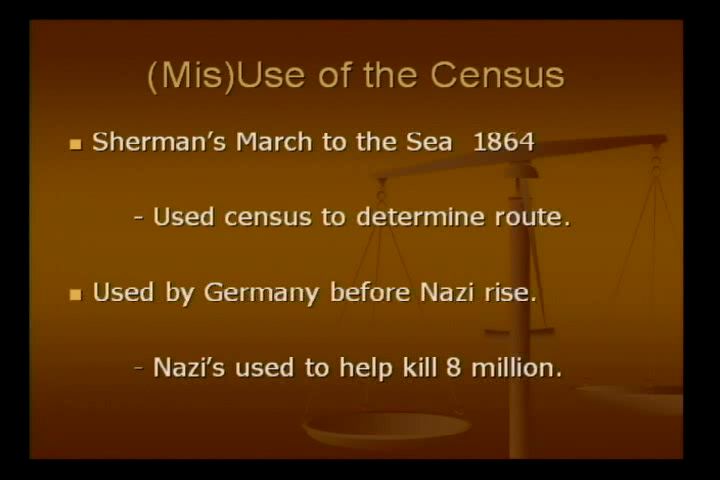 (Mis)Use of the Census
Sherman's March to the Sea 1864
- Used census to determine route.
Used by Germany before Nazi rise.
- Nazi's used to help kill 8 million.